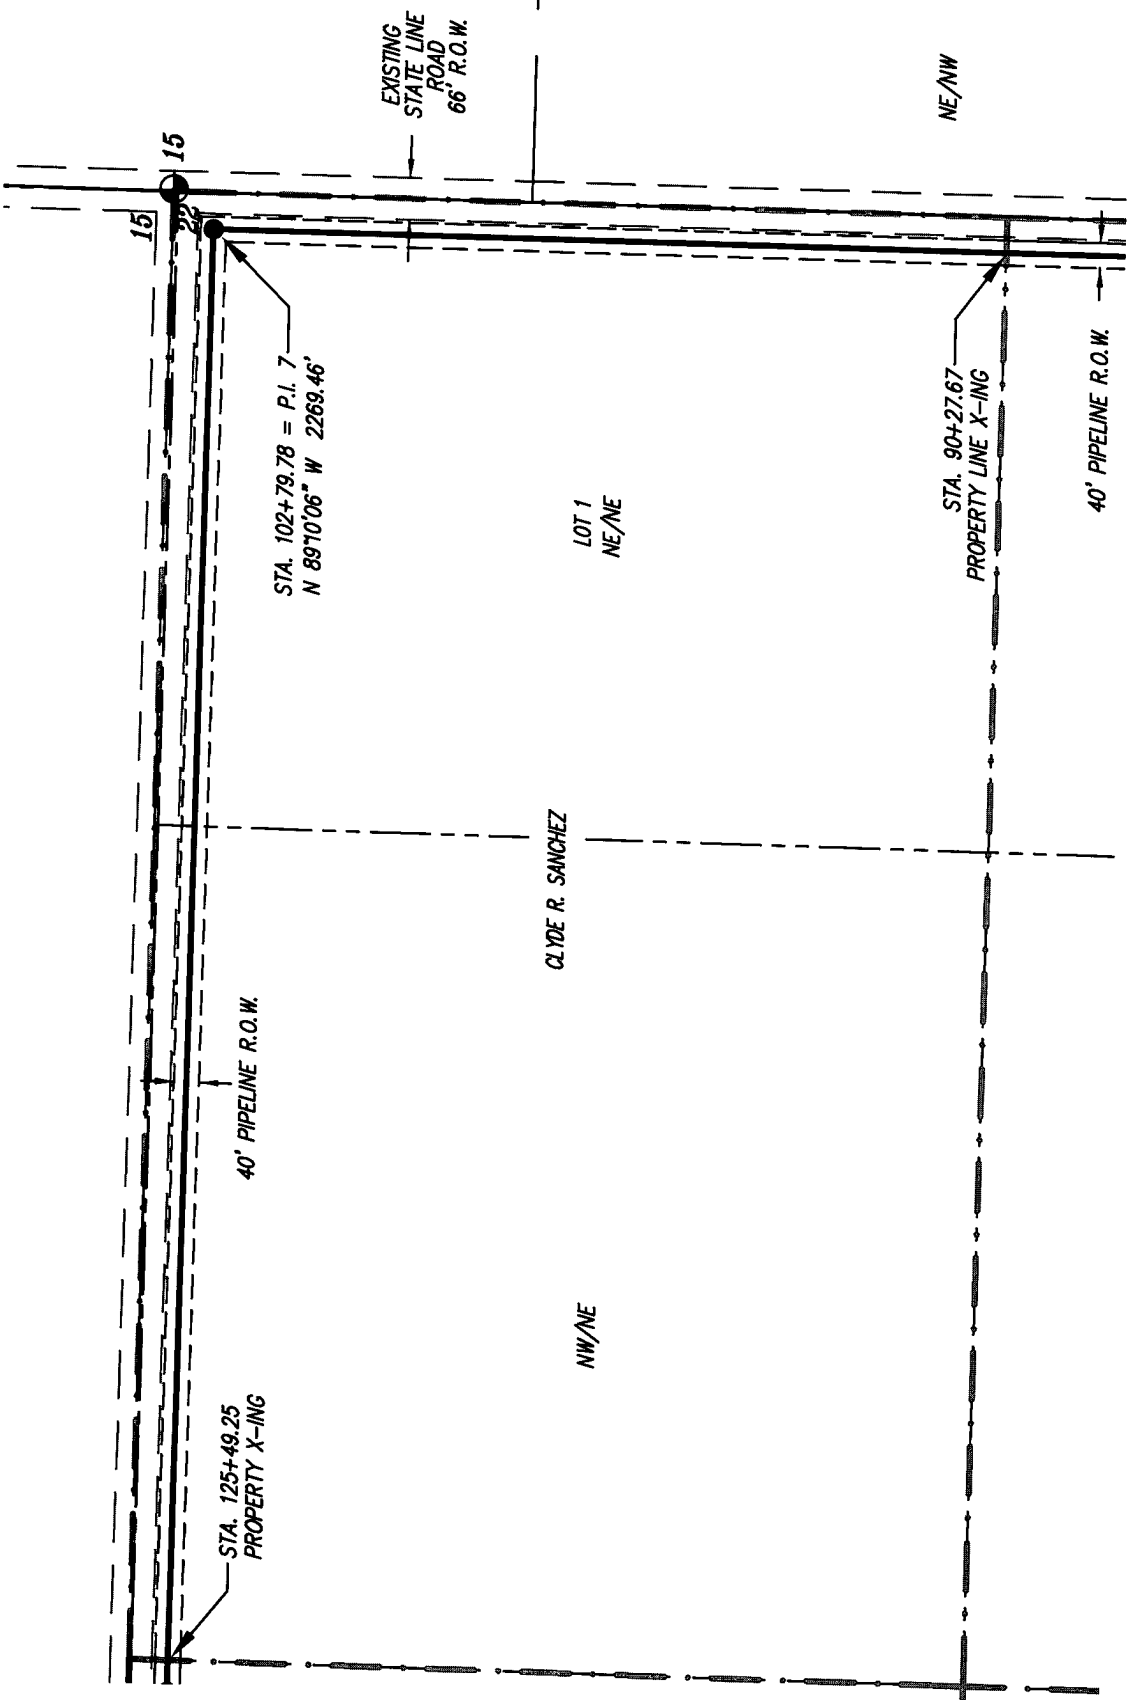 EXISTING
STATE LINE
ROAD
66' R.O.W.
NE/NW
15
15
22
STA. 102+79.78 = P.I. 7
N 89°10'06" W 2269.46'
LOT 1
NE/NE
STA. 90+27.67
PROPERTY LINE X-ING
40' PIPELINE R.O.W.
CLYDE R. SANCHEZ
40' PIPELINE R.O.W.
NW/NE
STA. 125+49.25
PROPERTY X-ING